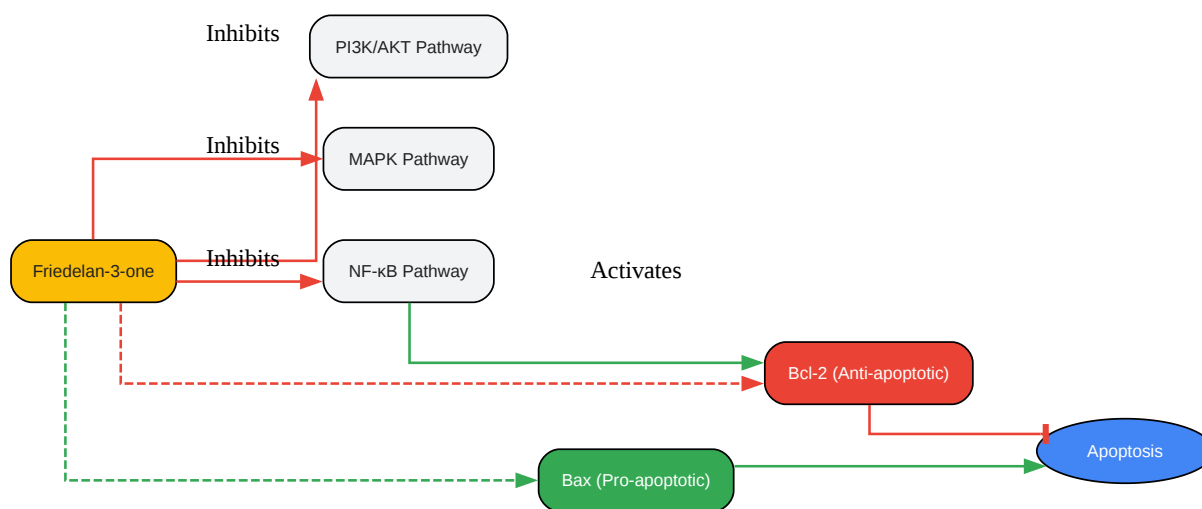 Inhibits
PI3K/AKT Pathway
Inhibits
MAPK Pathway
Friedelan-3-one
Inhibits
NF-κB Pathway
Activates
Bcl-2 (Anti-apoptotic)
Apoptosis
Bax (Pro-apoptotic)